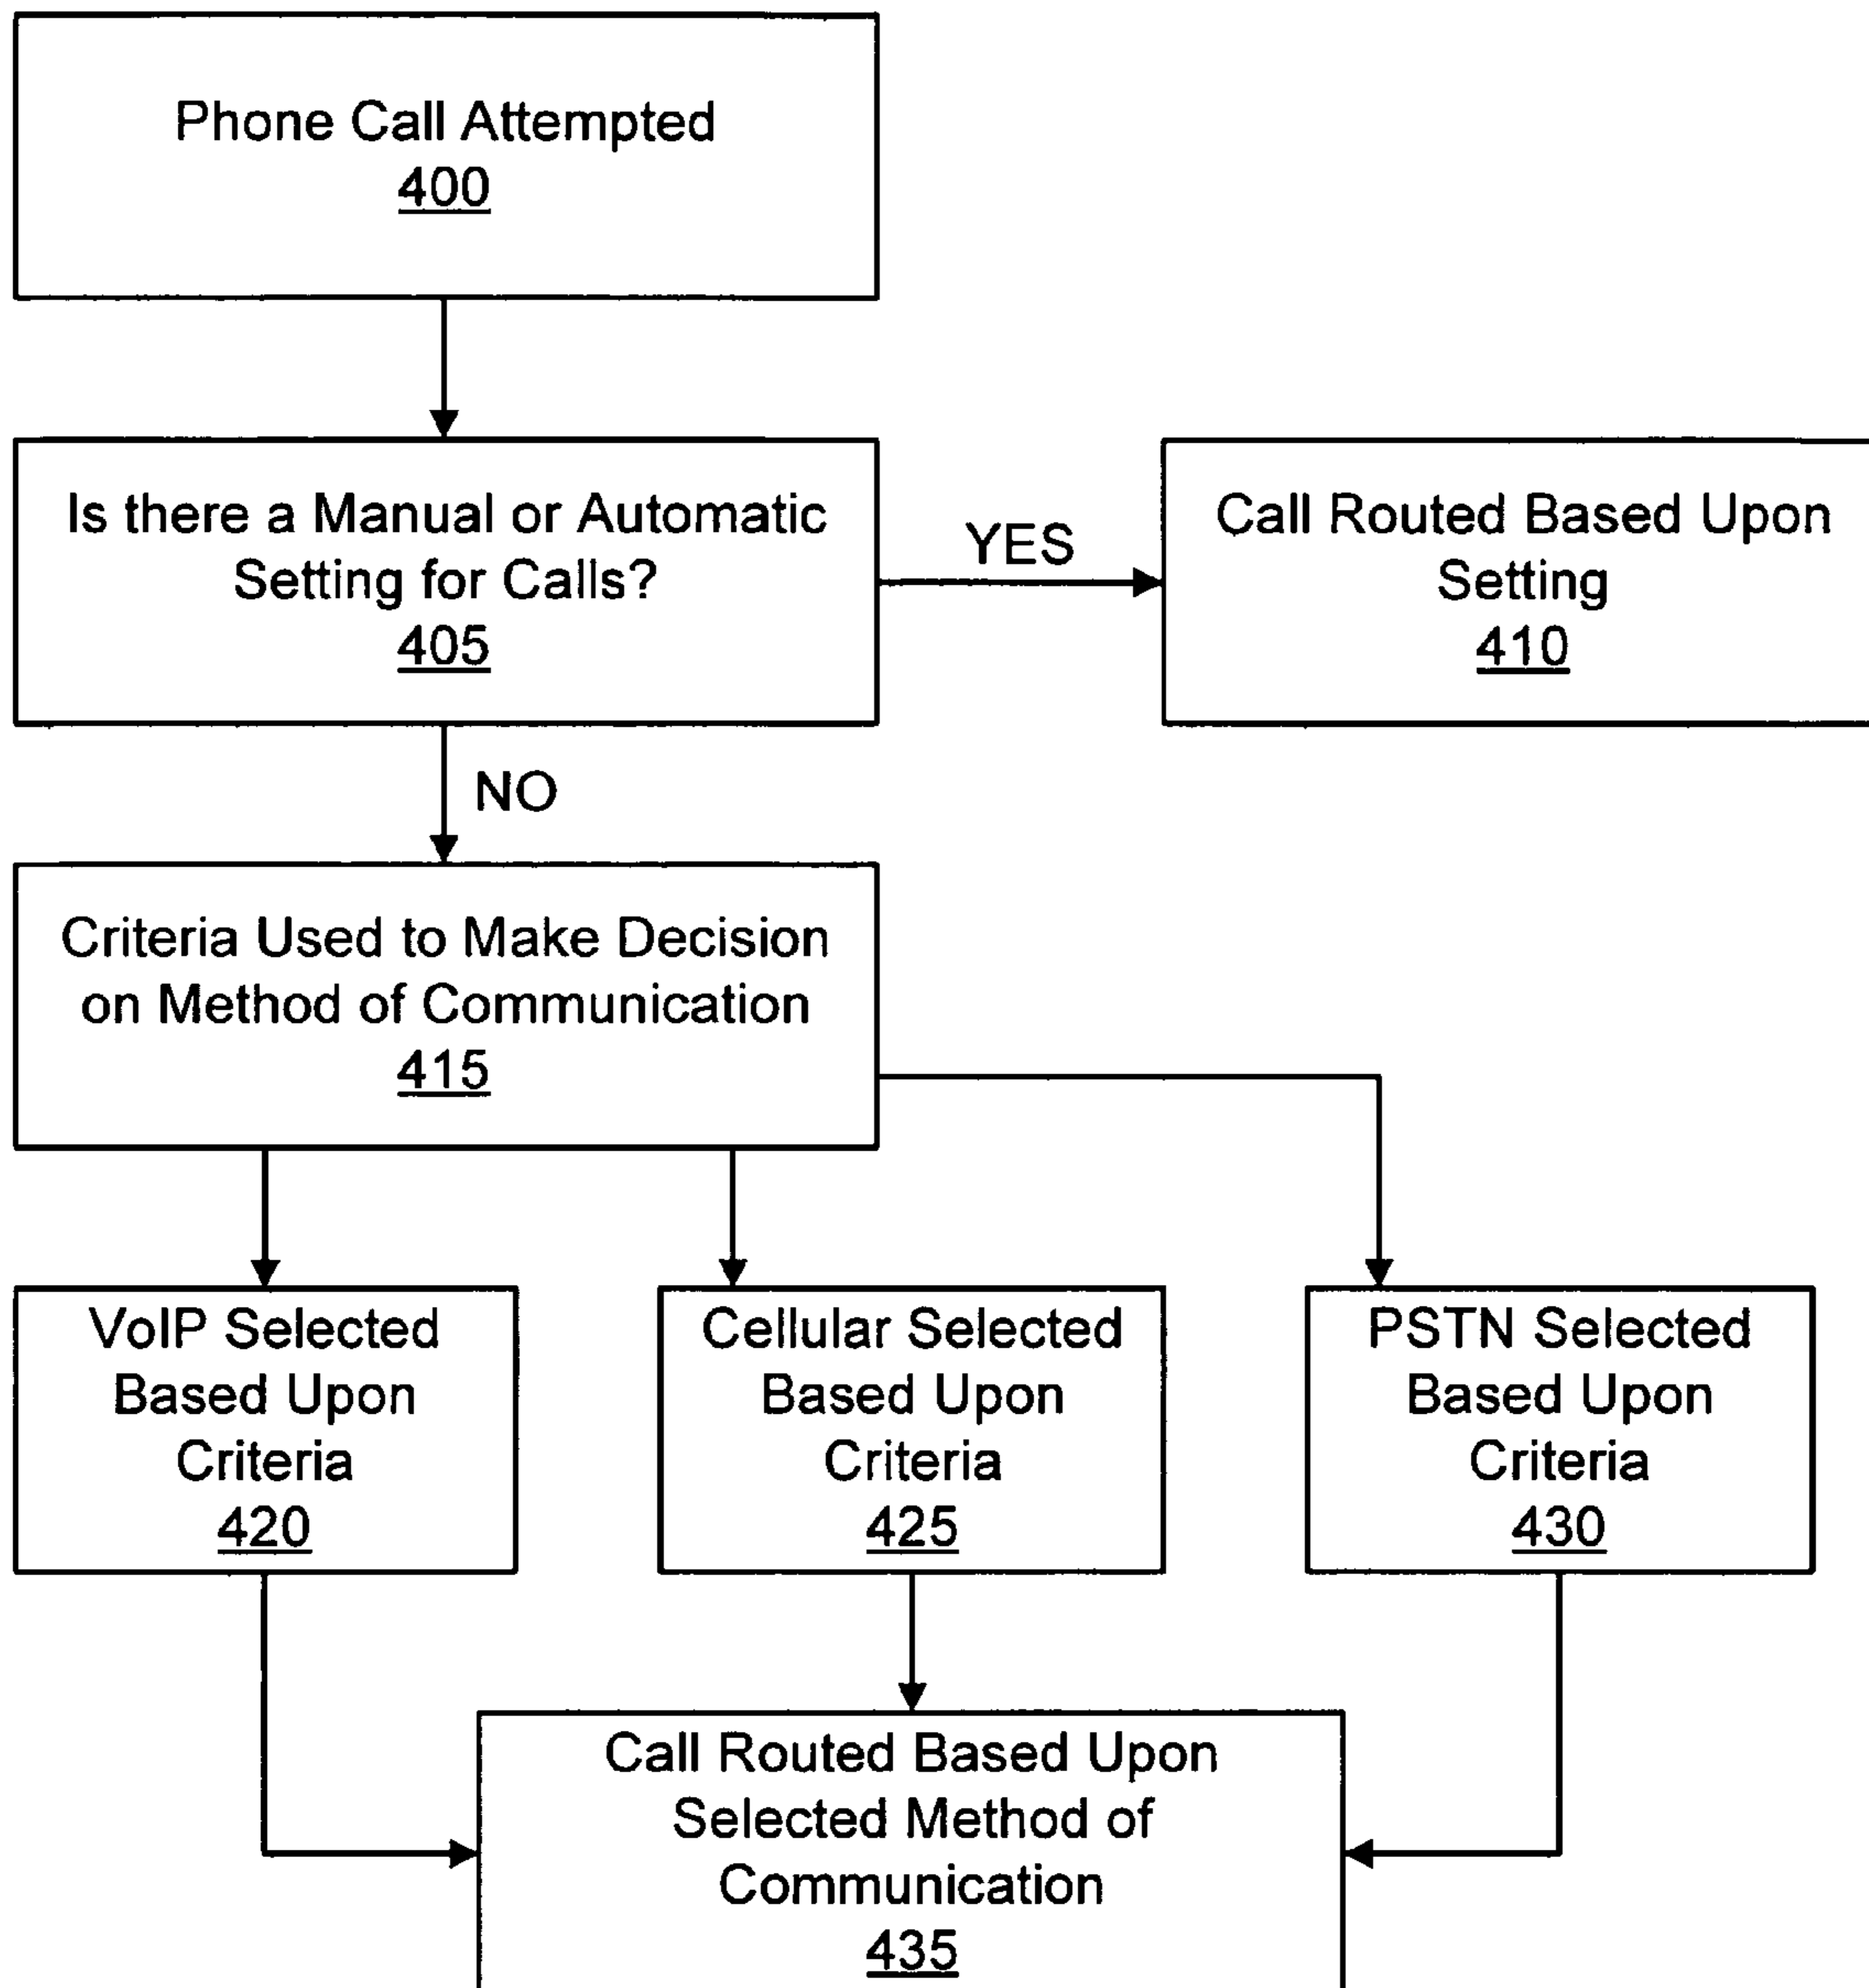 Phone Call Attempted
400
Is there a Manual or Automatic
Setting for Calls?
405
YES
Call Routed Based Upon
Setting
410
NO
Criteria Used to Make Decision
on Method of Communication
415
VoIP Selected
Based Upon
Criteria
420
Cellular Selected
Based Upon
Criteria
425
PSTN Selected
Based Upon
Criteria
430
Call Routed Based Upon
Selected Method of
Communication
435